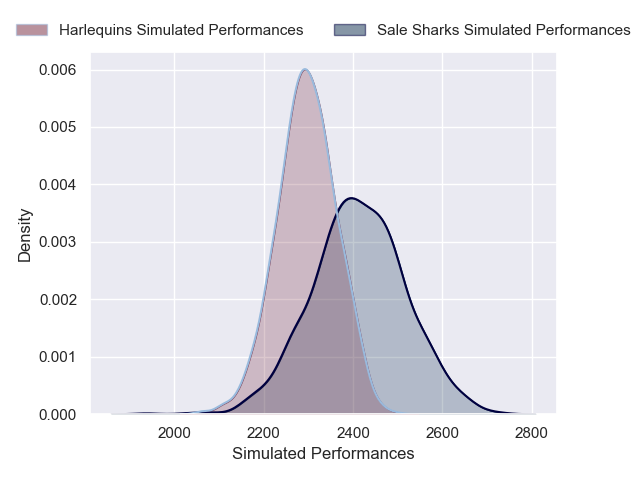 Harlequins Simulated Performances Sale Sharks Simulated Performances
0.006
0.005
0.004
0.003
0.002
0.001
0.000
Density
2000 2200 2400 2600 2800
Simulated Performances